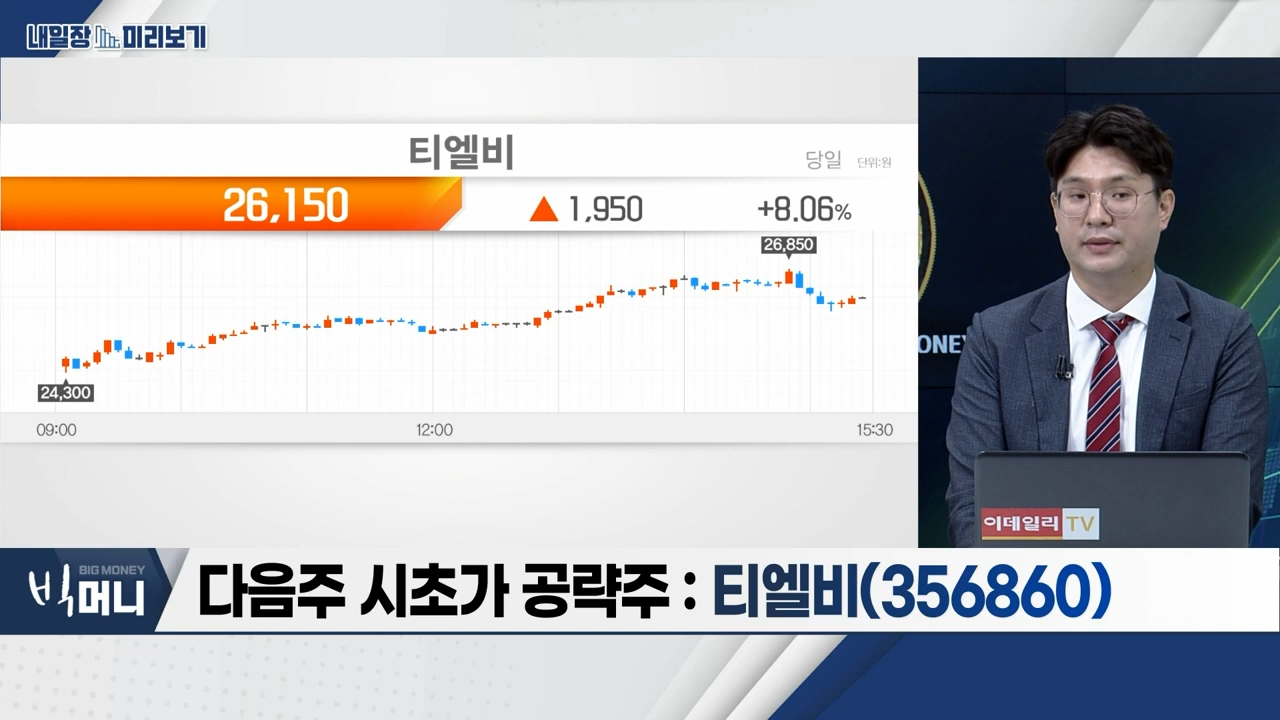 내일장 미리보기
티엘비
당일 단위:원
26,150 ▲ 1,950 +8.06%
26,850
24,300
09:00 12:00 15:30
ONEY
이데일리 TV
BIG MONEY
빅머니
다음주 시초가 공략주 : 티엘비(356860)